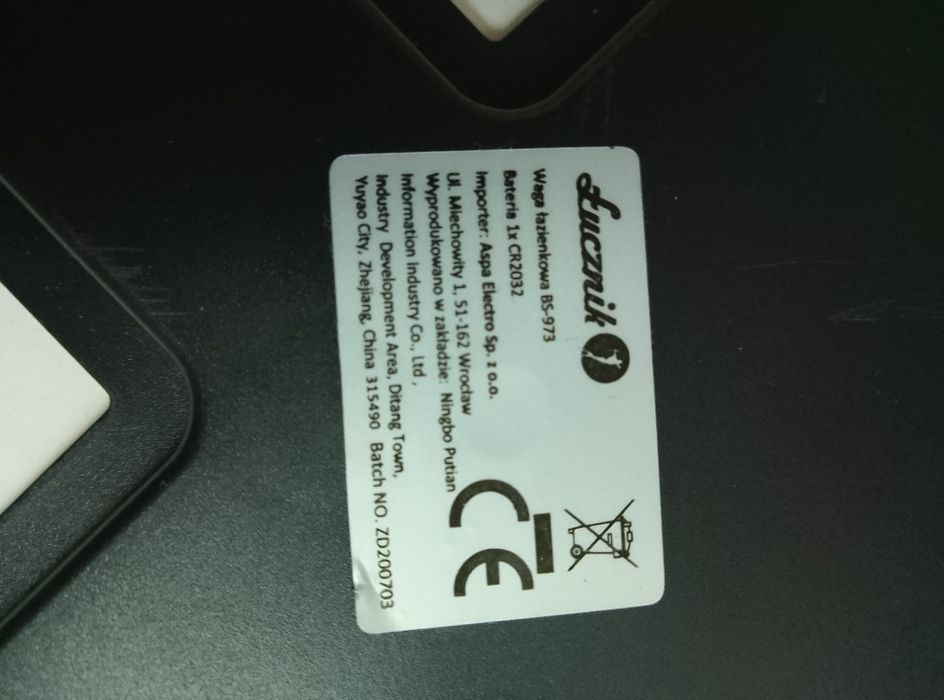 Łucznik
Waga łazienkowa BS-973
Bateria 1x CR2032
Importer: Aspa Electro Sp. z o.o.
Ul. Miechowity 1, 51-162 Wrocław
Wyprodukowano w zakładzie: Ningbo Putian
Information Industry Co., Ltd ,
Industry Development Area, Ditang Town,
Yuyao City, Zhejiang, China 315490 Batch NO. ZD200703
CE